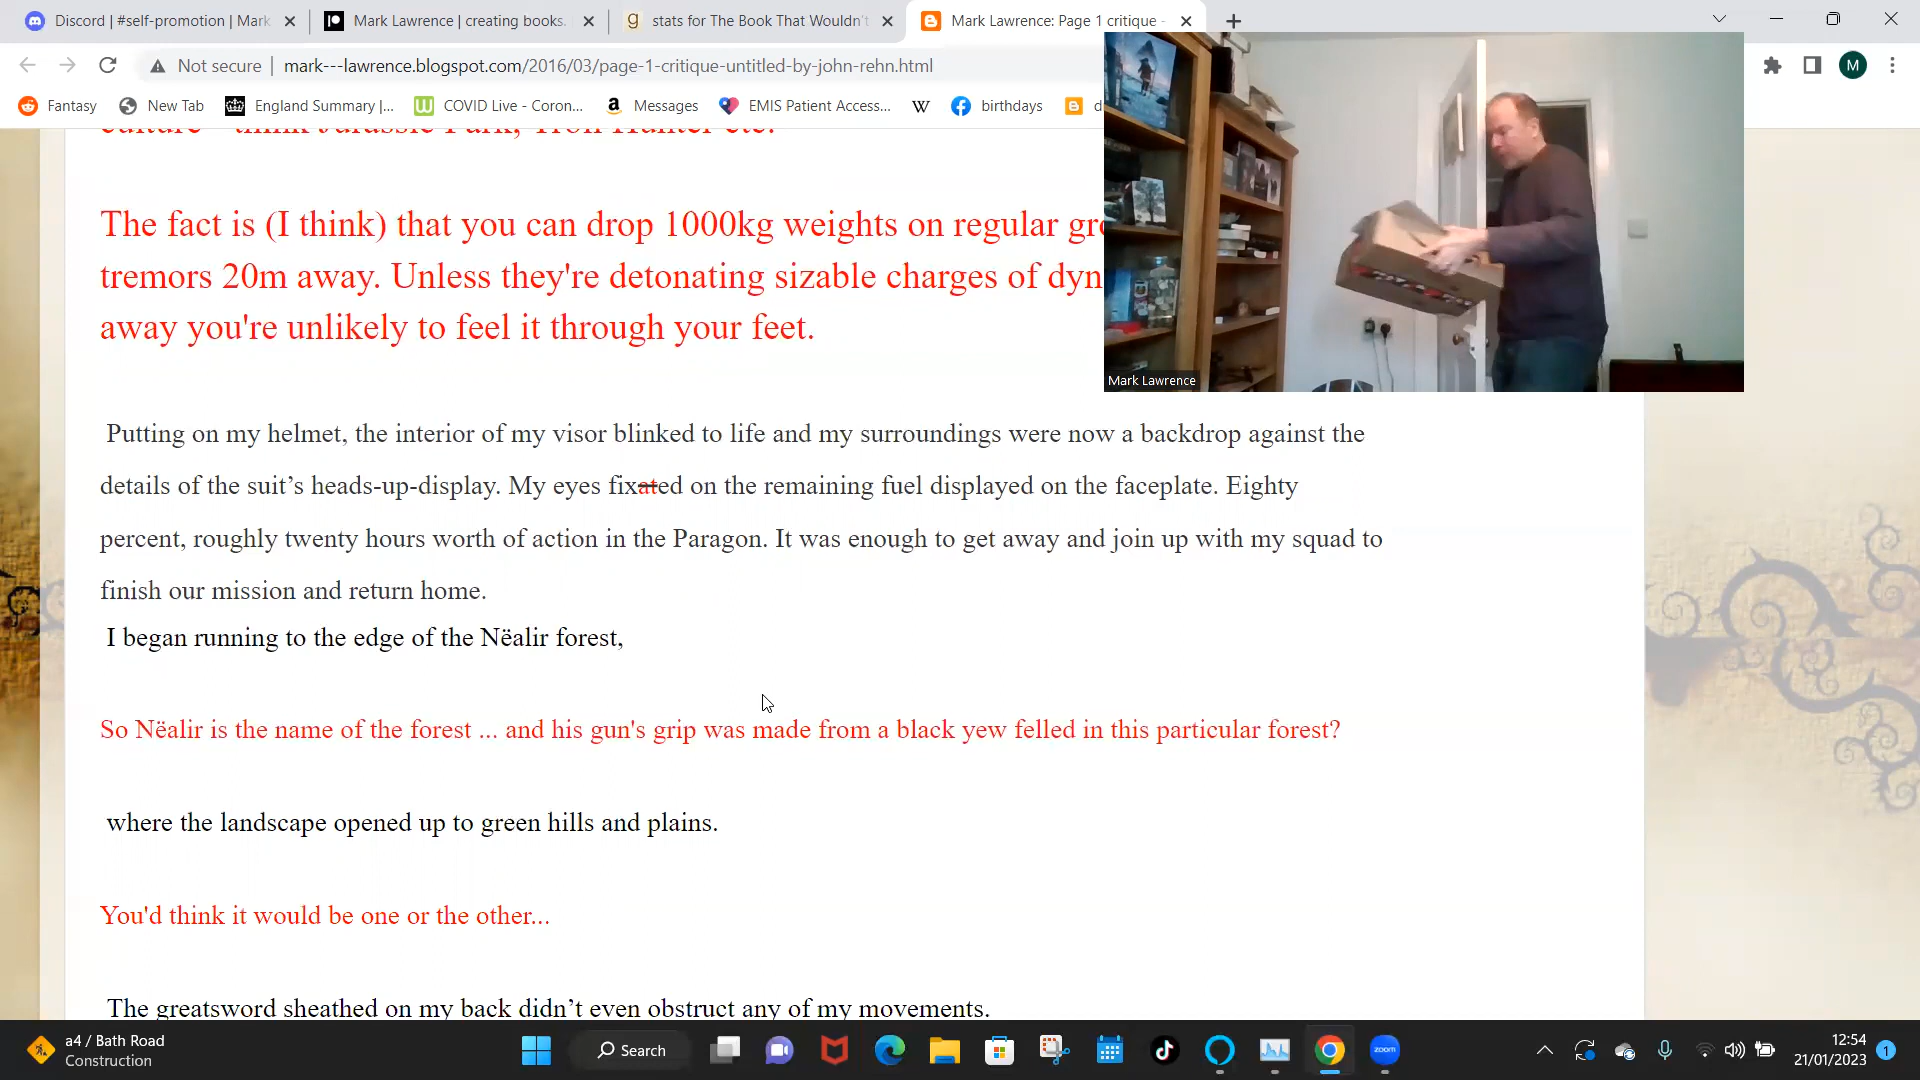 Discord | #self-promotion | Mark
Mark Lawrence | creating books.
stats for The Book That Wouldn't
Mark Lawrence: Page 1 critique -
Not secure
mark---lawrence.blogspot.com/2016/03/page-1-critique-untitled-by-john-rehn.html
M
Fantasy
New Tab
England Summary |...
COVID Live - Coron...
Messages
EMIS Patient Access...
W
birthdays
d
culture - think Jurassic Park, Troll Hunter etc.
The fact is (I think) that you can drop 1000kg weights on regular gr
tremors 20m away. Unless they're detonating sizable charges of dyn
away you're unlikely to feel it through your feet.
Mark Lawrence
Putting on my helmet, the interior of my visor blinked to life and my surroundings were now a backdrop against the
details of the suit’s heads-up-display. My eyes fixated on the remaining fuel displayed on the faceplate. Eighty
percent, roughly twenty hours worth of action in the Paragon. It was enough to get away and join up with my squad to
finish our mission and return home.
I began running to the edge of the Nëalir forest,
So Nëalir is the name of the forest ... and his gun's grip was made from a black yew felled in this particular forest?
where the landscape opened up to green hills and plains.
You'd think it would be one or the other...
The greatsword sheathed on my back didn’t even obstruct any of my movements.
a4 / Bath Road
Construction
Search
zoom
12:54
21/01/2023
1